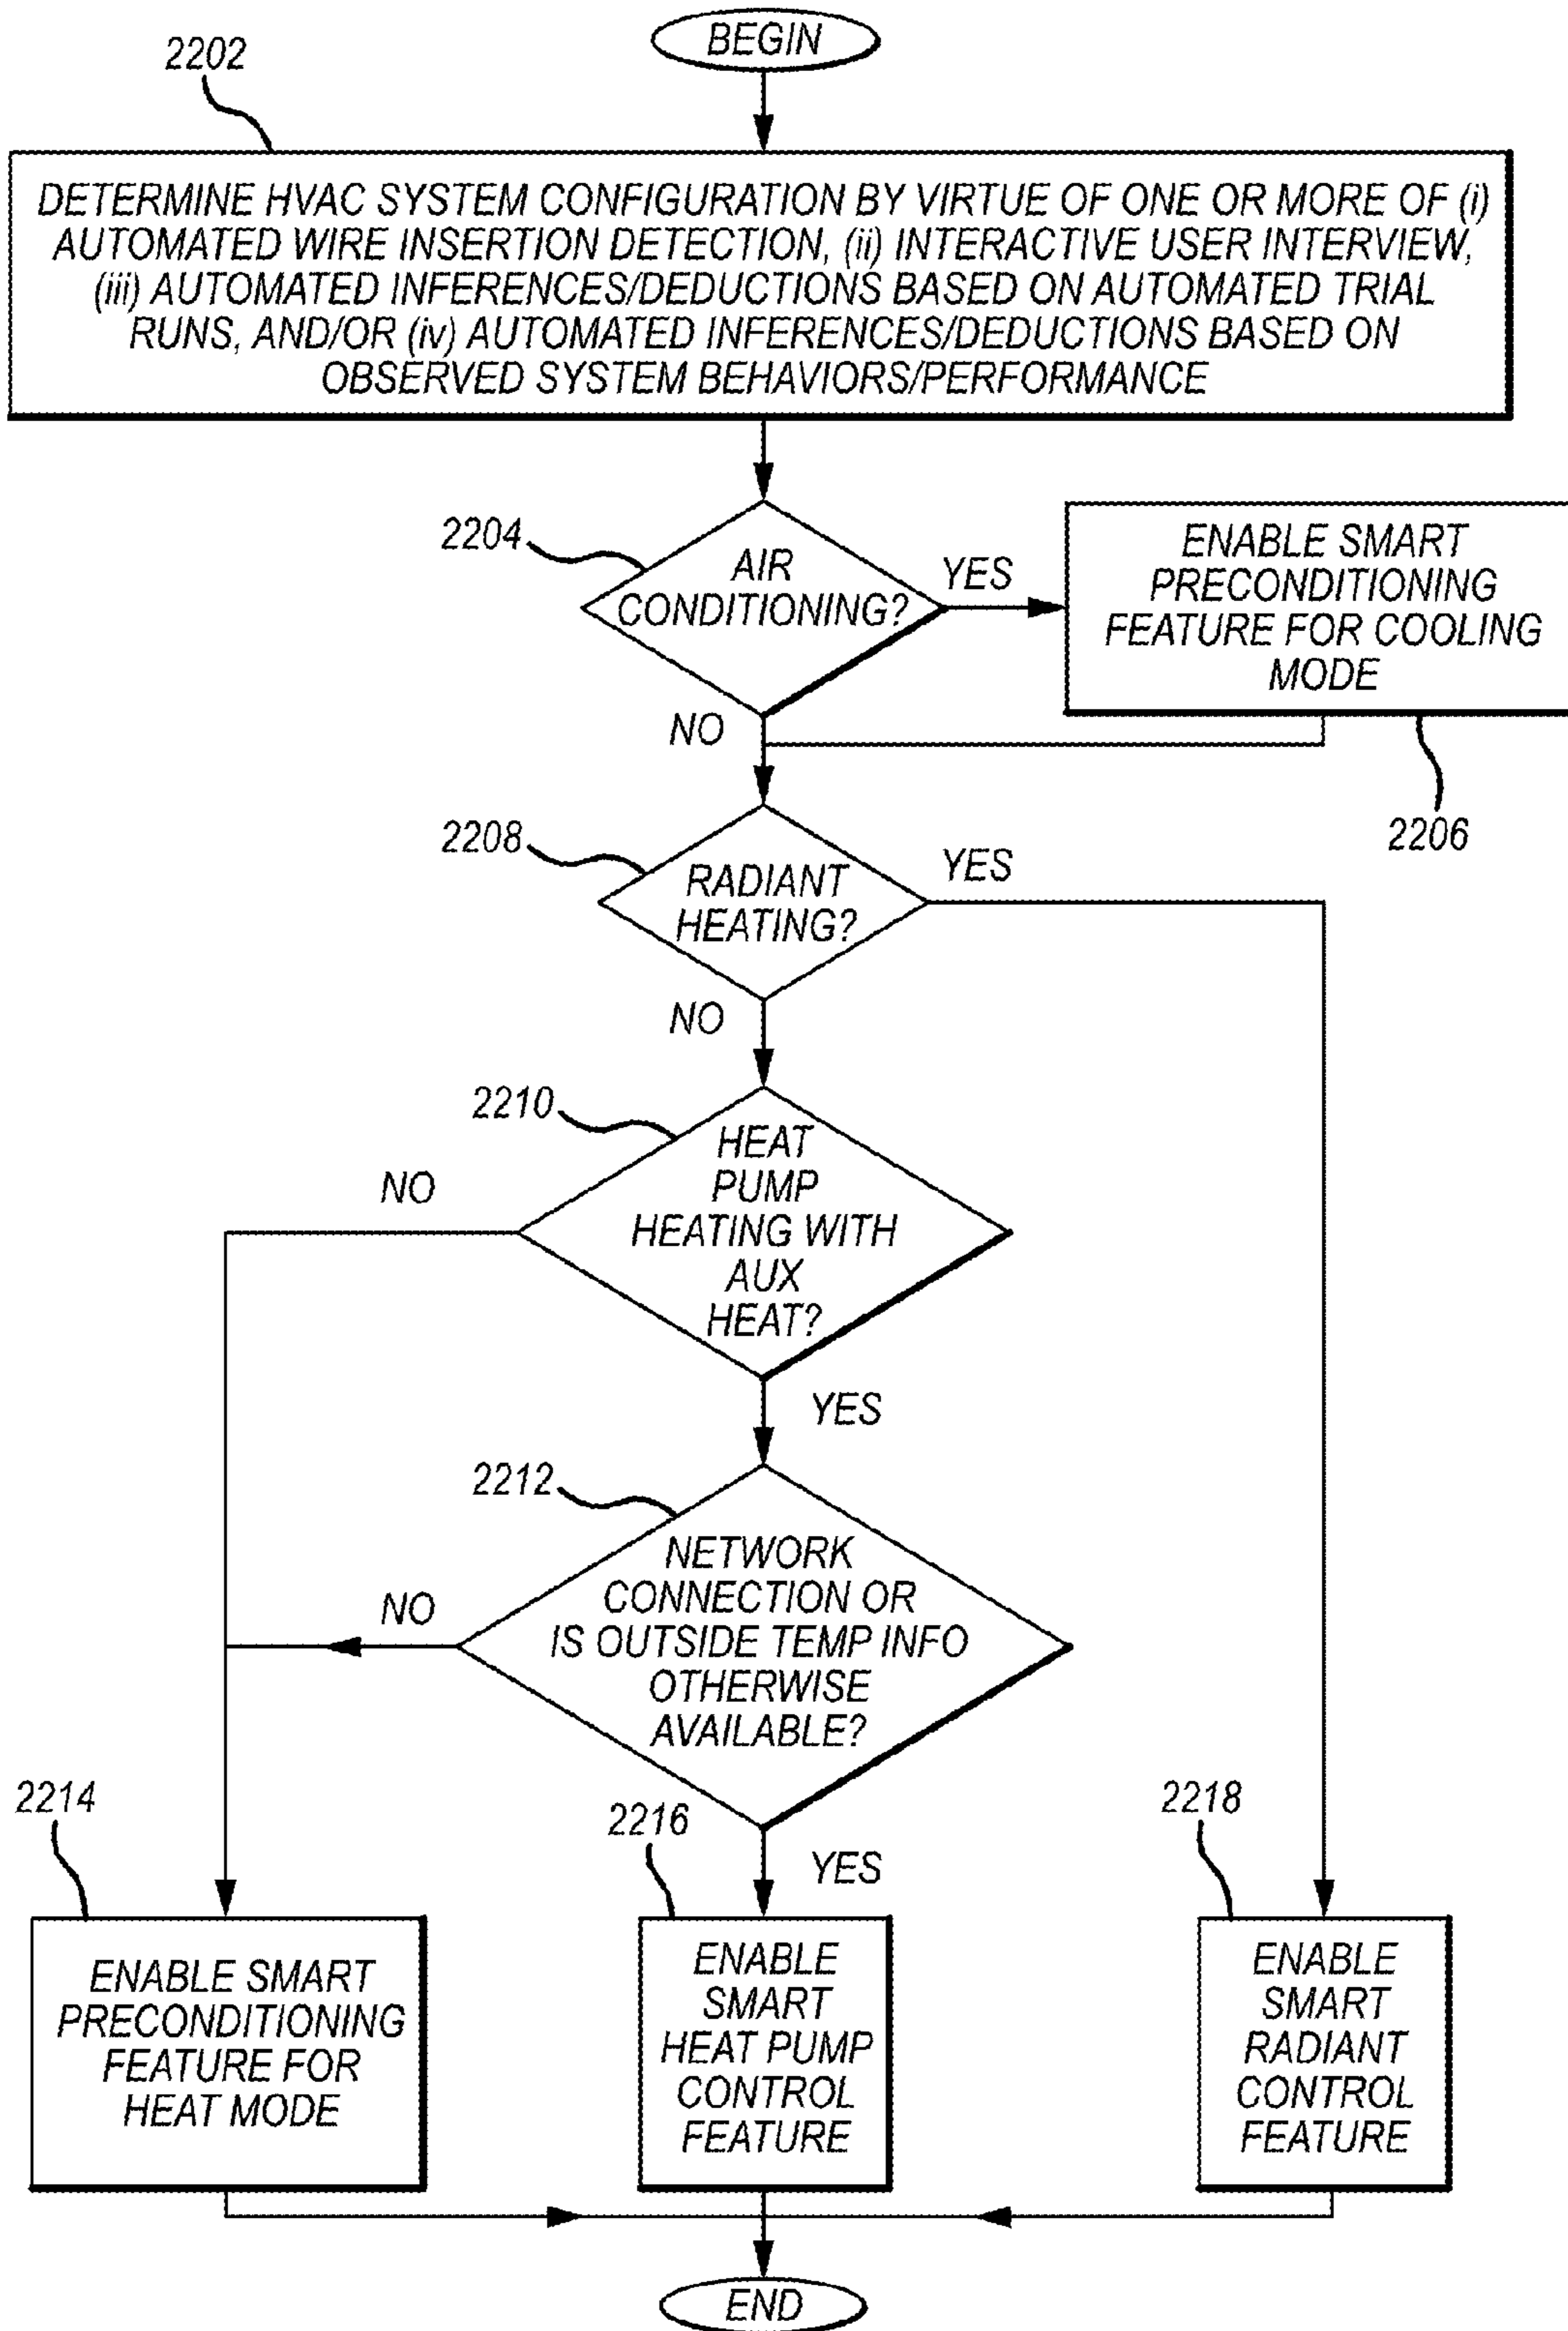 BEGIN
2202
DETERMINE HVAC SYSTEM CONFIGURATION BY VIRTUE OF ONE OR MORE OF (i)
AUTOMATED WIRE INSERTION DETECTION, (ii) INTERACTIVE USER INTERVIEW,
(iii) AUTOMATED INFERENCES/DEDUCTIONS BASED ON AUTOMATED TRIAL
RUNS, AND/OR (iv) AUTOMATED INFERENCES/DEDUCTIONS BASED ON
OBSERVED SYSTEM BEHAVIORS/PERFORMANCE
2204
AIR
CONDITIONING?
YES
NO
ENABLE SMART
PRECONDITIONING
FEATURE FOR COOLING
MODE
2206
2208
RADIANT
HEATING?
YES
NO
2210
HEAT
PUMP
HEATING WITH
AUX
HEAT?
NO
YES
2212
NETWORK
CONNECTION OR
IS OUTSIDE TEMP INFO
OTHERWISE
AVAILABLE?
NO
YES
2214
ENABLE SMART
PRECONDITIONING
FEATURE FOR
HEAT MODE
2216
ENABLE
SMART
HEAT PUMP
CONTROL
FEATURE
2218
ENABLE
SMART
RADIANT
CONTROL
FEATURE
END